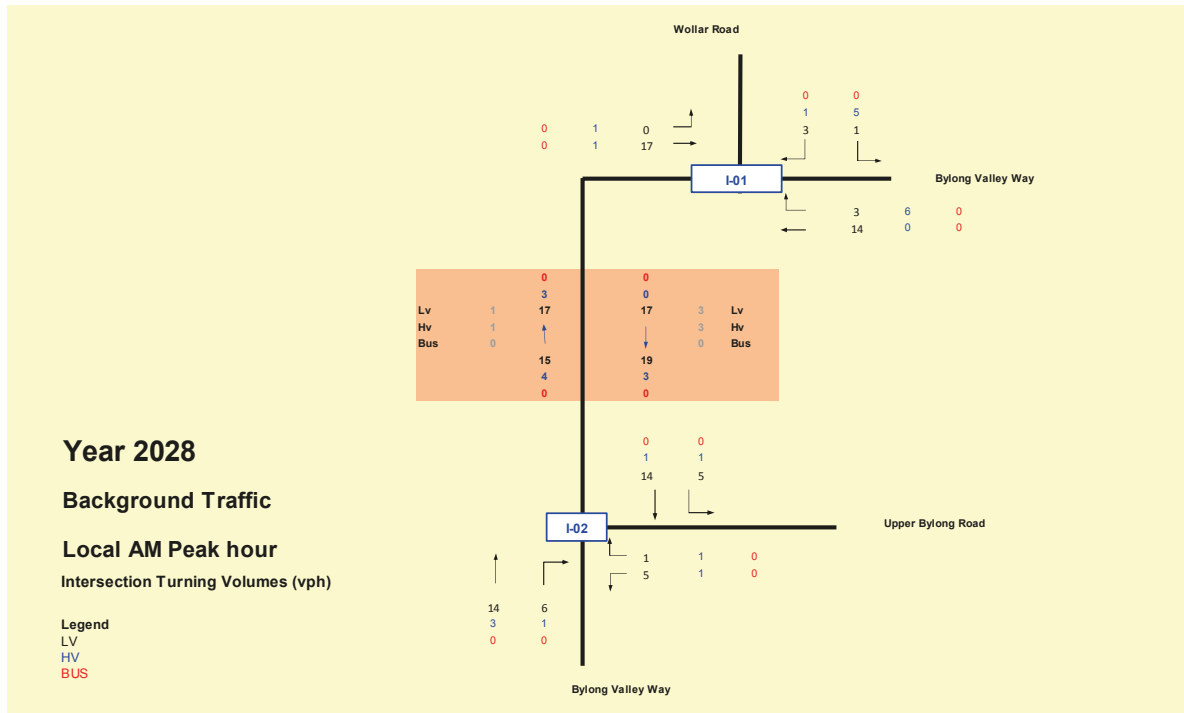 Wollar Road
0 0
1 5
0 1 0 3 1
0 1 17
I-01 Bylong Valley Way
3 6 0
14 0 0
0 0
3 0
Lv 1 17 17 3 Lv
Hv 1 3 Hv
Bus 0 0 Bus
15 19
4 3
0 0
0 0
Year 2028 1 1
14 5
Background Traffic
I-02 Upper Bylong Road
Local AM Peak hour 1 1 0
Intersection Turning Volumes (vph) 5 1 0
14 6
Legend 3 1
LV 0 0
HV
BUS
Bylong Valley Way